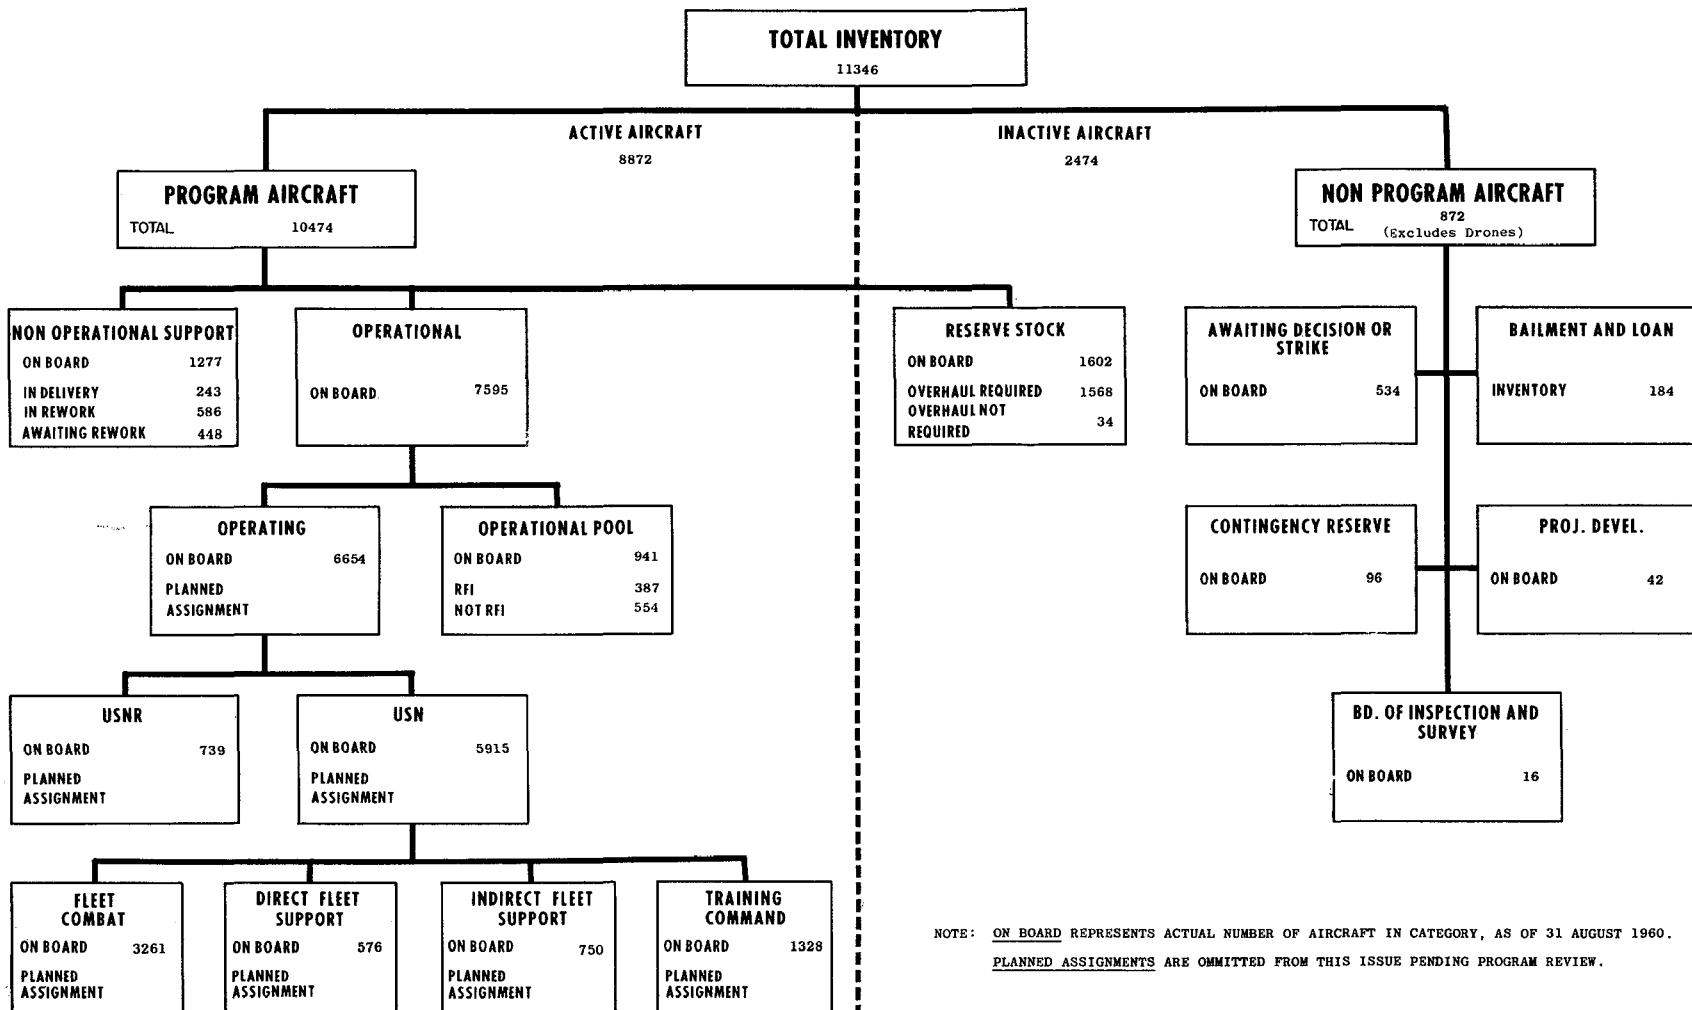 TOTAL INVENTORY
11346
ACTIVE AIRCRAFT
8872
INACTIVE AIRCRAFT
2474
PROGRAM AIRCRAFT
TOTAL 10474
NON PROGRAM AIRCRAFT
872
TOTAL (Excludes Drones)
NON OPERATIONAL SUPPORT
ON BOARD 1277
IN DELIVERY 243
IN REWORK 586
AWAITING REWORK 448
OPERATIONAL
ON BOARD 7595
RESERVE STOCK
ON BOARD 1602
OVERHAUL REQUIRED 1568
OVERHAUL NOT
REQUIRED 34
AWAITING DECISION OR
STRIKE
ON BOARD 534
BAILMENT AND LOAN
INVENTORY 184
OPERATING
ON BOARD 6654
PLANNED
ASSIGNMENT
OPERATIONAL POOL
ON BOARD 941
RFI 387
NOT RFI 554
CONTINGENCY RESERVE
ON BOARD 96
PROJ. DEVEL.
ON BOARD 42
USNR
ON BOARD 739
PLANNED
ASSIGNMENT
USN
ON BOARD 5915
PLANNED
ASSIGNMENT
BD. OF INSPECTION AND
SURVEY
ON BOARD 16
FLEET
COMBAT
ON BOARD 3261
PLANNED
ASSIGNMENT
DIRECT FLEET
SUPPORT
ON BOARD 576
PLANNED
ASSIGNMENT
INDIRECT FLEET
SUPPORT
ON BOARD 750
PLANNED
ASSIGNMENT
TRAINING
COMMAND
ON BOARD 1328
PLANNED
ASSIGNMENT
NOTE: ON BOARD REPRESENTS ACTUAL NUMBER OF AIRCRAFT IN CATEGORY, AS OF 31 AUGUST 1960.
PLANNED ASSIGNMENTS ARE OMMITTED FROM THIS ISSUE PENDING PROGRAM REVIEW.